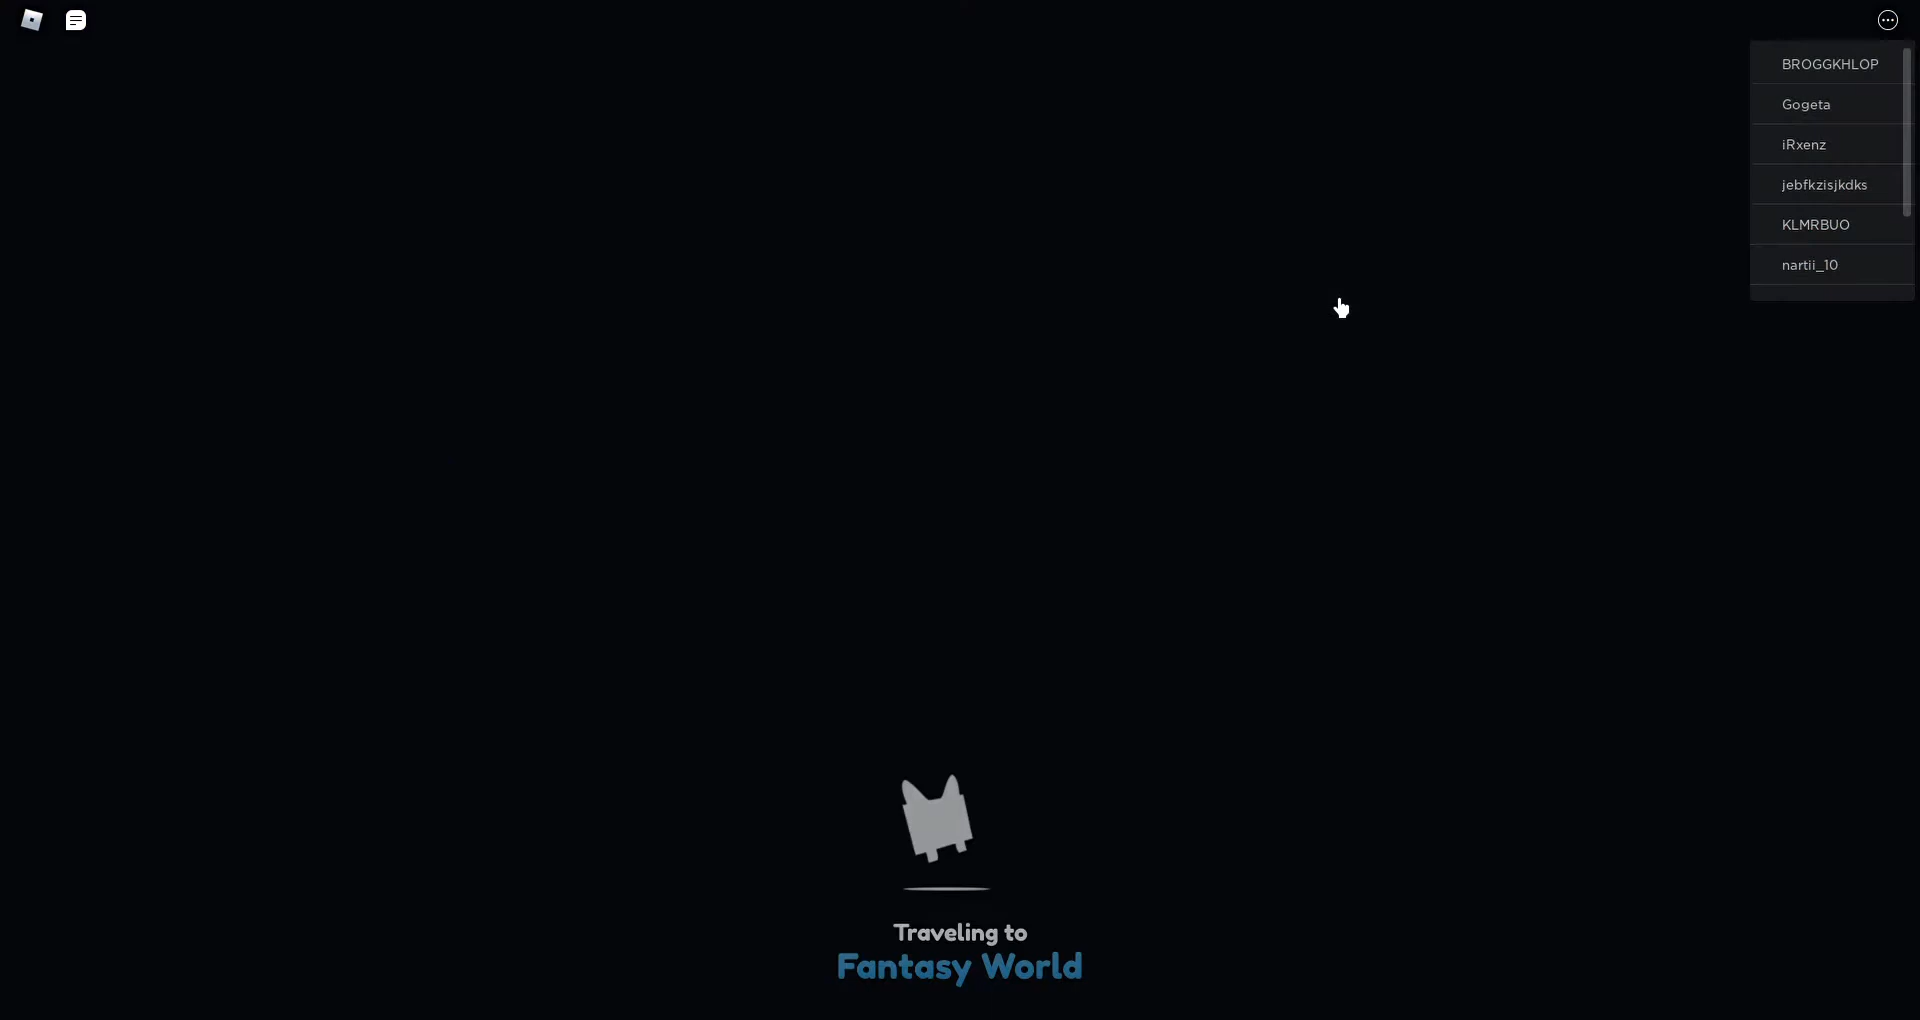 BROGGKHLOP
Gogeta
iRxenz
jebfkzisjkdks
KLMRBUO
nartii_10
Traveling to
Fantasy World